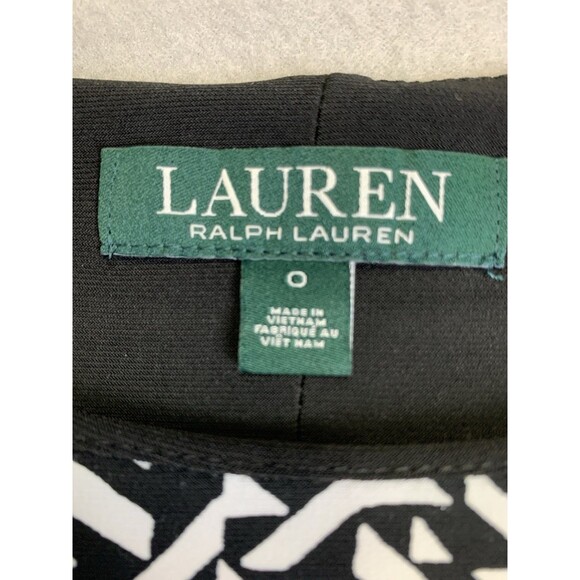 LAUREN
RALPH LAUREN
0
MADE IN
VIETNAM
FABRIQUÉ AU
VIÊT NAM